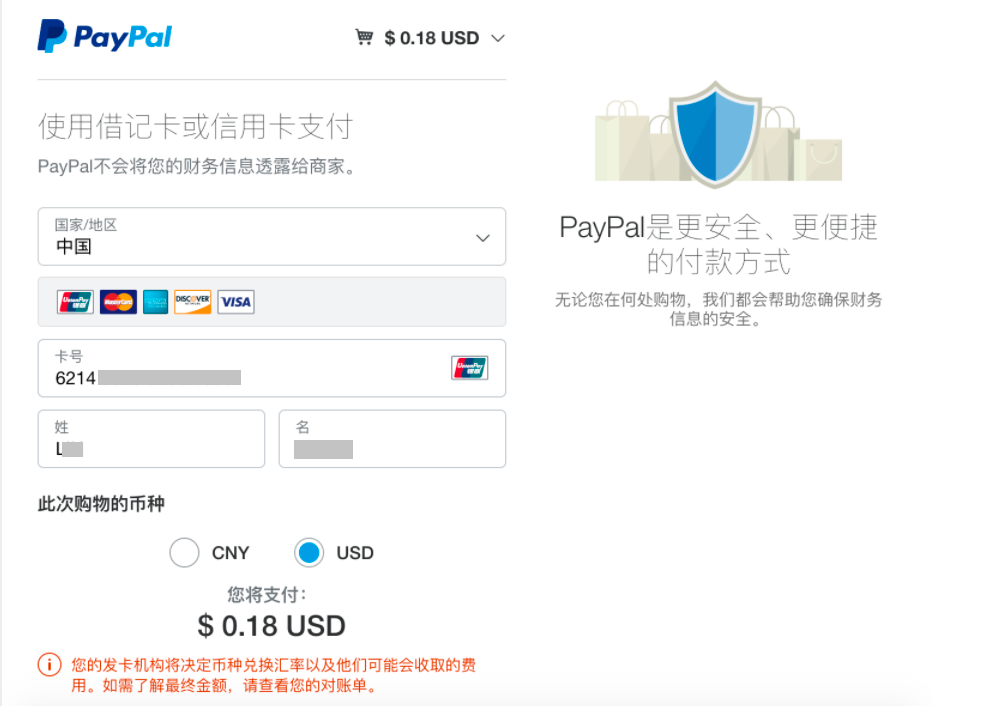 PayPal
$ 0.18 USD
使用借记卡或信用卡支付
PayPal不会将您的财务信息透露给商家。
国家/地区
中国
UnionPay 银联
MasterCard
DISCOVER
VISA
卡号
6214
UnionPay 银联
姓
L
名
此次购物的币种
CNY
USD
您将支付：
$ 0.18 USD
您的发卡机构将决定币种兑换汇率以及他们可能会收取的费
用。如需了解最终金额，请查看您的对账单。
PayPal是更安全、更便捷
的付款方式
无论您在何处购物，我们都会帮助您确保财务
信息的安全。